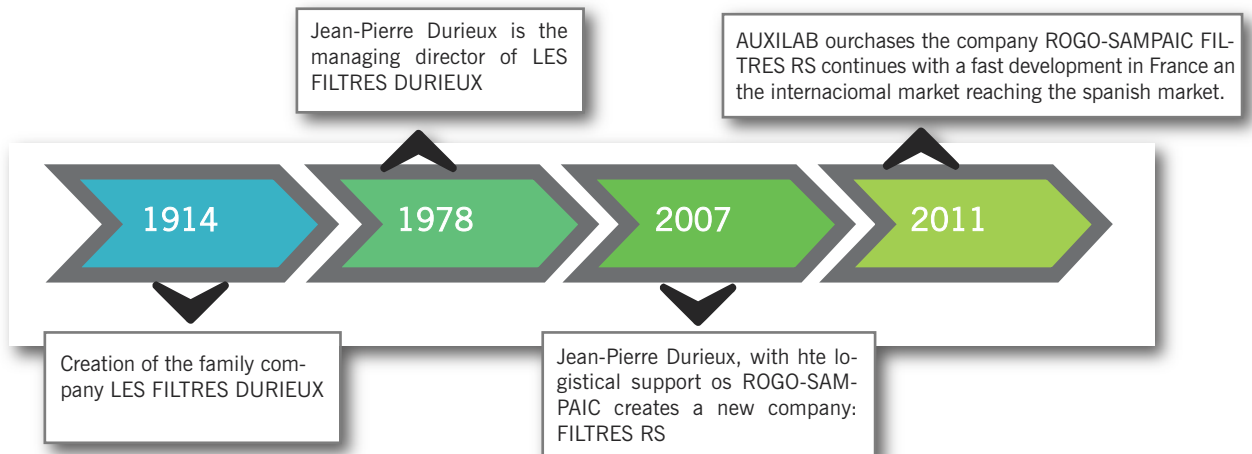 Jean-Pierre Durieux is the
managing director of LES
FILTRES DURIEUX
AUXILAB ourchases the company ROGO-SAMPAIC FIL-
TRES RS continues with a fast development in France an
the internaciomal market reaching the spanish market.
1914
1978
2007
2011
Creation of the family com-
pany LES FILTRES DURIEUX
Jean-Pierre Durieux, with hte lo-
gistical support os ROGO-SAM-
PAIC creates a new company:
FILTRES RS